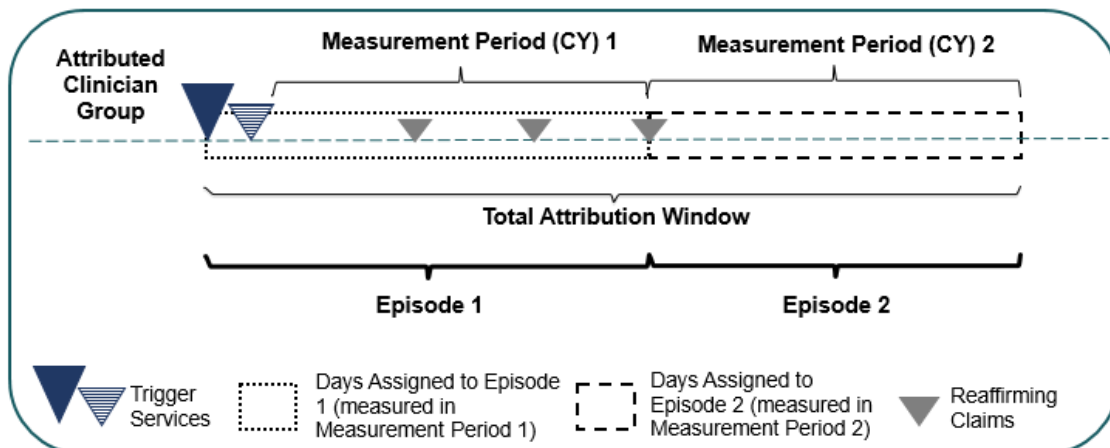 Measurement Period (CY) 1
Measurement Period (CY) 2
Attributed
Clinician
Group
Total Attribution Window
Episode 1
Episode 2
Trigger
Services
Days Assigned to Episode
1 (measured in
Measurement Period 1)
Days Assigned to
Episode 2 (measured in
Measurement Period 2)
Reaffirming
Claims